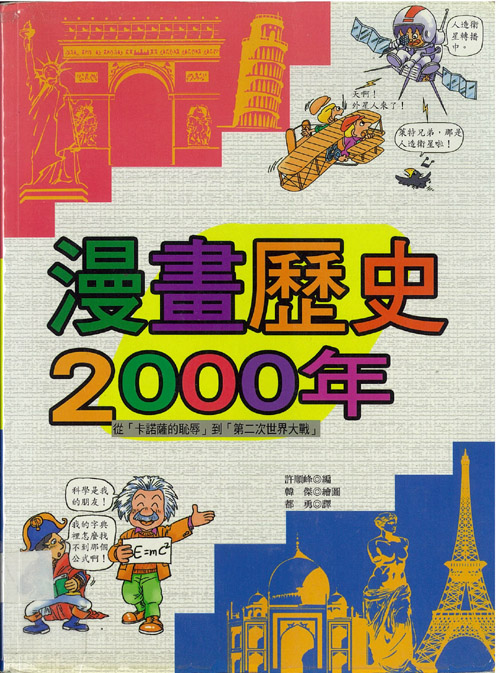 人造衛
星轉播
中。
天啊！
外星人來了！
萊特兄弟，那是
人造衛星啦！
漫畫歷史
2000年
從「卡諾薩的恥辱」到「第二次世界大戰」
許順峰◎編
韓　傑◎繪圖
都　勇◎譯
科學是我
的朋友！
我的字典
裡怎麼找
不到那個
公式啊！
E=mc²